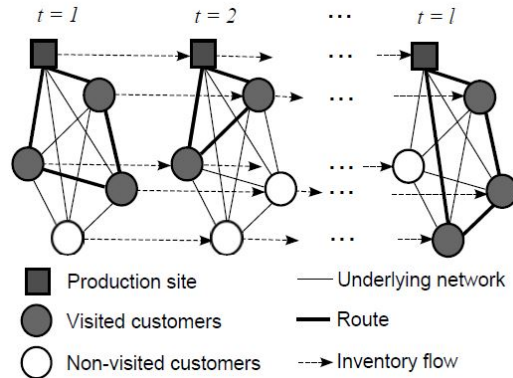 t = 1 t = 2 ... t = l
...
...
...
...
Production site Underlying network
Visited customers Route
Non-visited customers Inventory flow